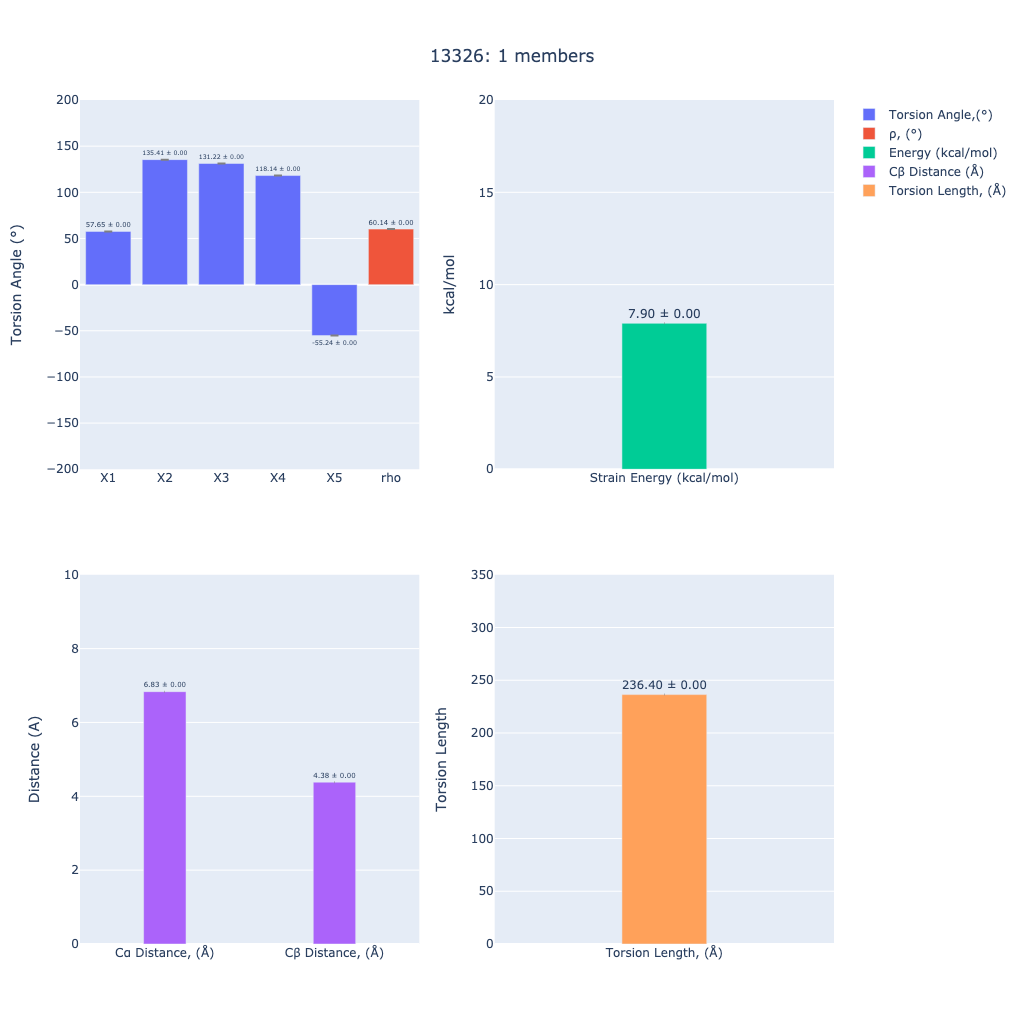 13326: 1 members
Torsion Angle (°)
200
150
100
50
0
−50
−100
−150
−200
57.65 ± 0.00
135.41 ± 0.00
131.22 ± 0.00
118.14 ± 0.00
-55.24 ± 0.00
60.14 ± 0.00
X1 X2 X3 X4 X5 rho
kcal/mol
20
15
10
5
0
7.90 ± 0.00
Strain Energy (kcal/mol)
Torsion Angle,(°)
ρ, (°)
Energy (kcal/mol)
Cβ Distance (Å)
Torsion Length, (Å)
Distance (A)
10
8
6
4
2
0
6.83 ± 0.00
4.38 ± 0.00
Cα Distance, (Å) Cβ Distance, (Å)
Torsion Length
350
300
250
200
150
100
50
0
236.40 ± 0.00
Torsion Length, (Å)